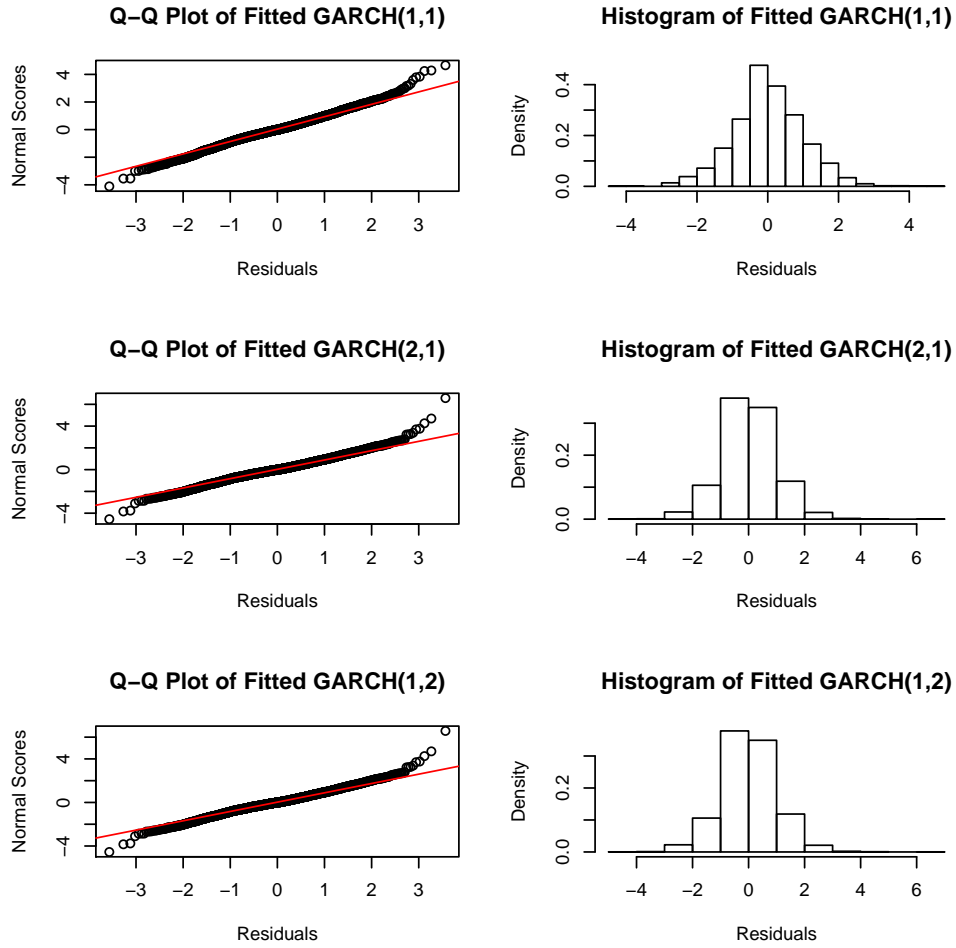 Q−Q Plot of Fitted GARCH(1,1)
Normal Scores
−4 0 2 4
−3 −2 −1 0 1 2 3
Residuals
Histogram of Fitted GARCH(1,1)
Density
0.0 0.2 0.4
−4 −2 0 2 4
Residuals
Q−Q Plot of Fitted GARCH(2,1)
Normal Scores
−4 0 4
−3 −2 −1 0 1 2 3
Residuals
Histogram of Fitted GARCH(2,1)
Density
0.0 0.2
−4 −2 0 2 4 6
Residuals
Q−Q Plot of Fitted GARCH(1,2)
Normal Scores
−4 0 4
−3 −2 −1 0 1 2 3
Residuals
Histogram of Fitted GARCH(1,2)
Density
0.0 0.2
−4 −2 0 2 4 6
Residuals